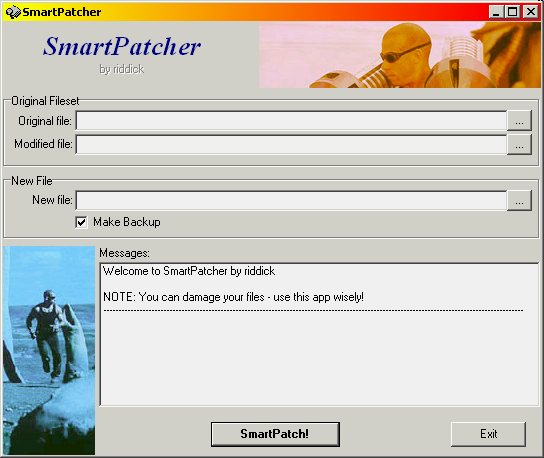 SmartPatcher
SmartPatcher
by riddick
Original Fileset
Original file:
...
Modified file:
...
New File
New file:
...
Make Backup
Messages:
Welcome to SmartPatcher by riddick
NOTE: You can damage your files - use this app wisely!
SmartPatch!
Exit